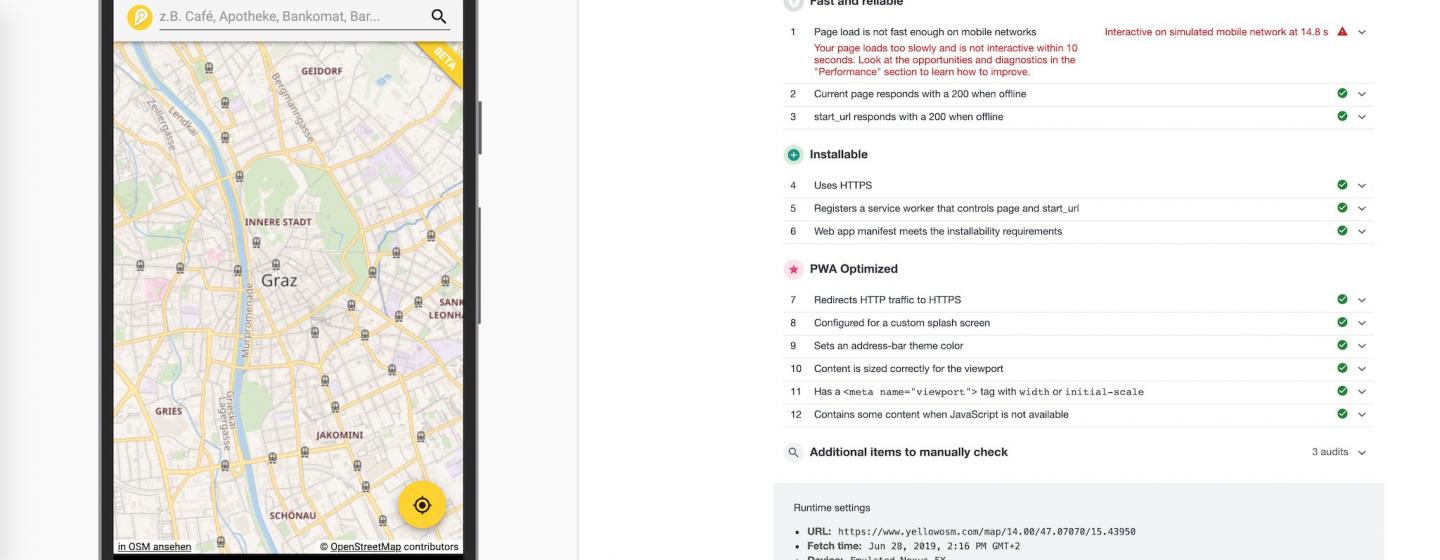 z.B. Café, Apotheke, Bankomat, Bar...
BETA
GEIDORF
Bergmanngasse
Zeillergasse
Lendkai
INNERE STADT
Graz
SANK
LEONHA
Murpromenade
GRIES
Grieskai
Lagergasse
JAKOMINI
SCHÖNAU
in OSM ansehen
© OpenStreetMap contributors
Fast and reliable
1 Page load is not fast enough on mobile networks Interactive on simulated mobile network at 14.8 s
Your page loads too slowly and is not interactive within 10
seconds. Look at the opportunities and diagnostics in the
"Performance" section to learn how to improve.
2 Current page responds with a 200 when offline
3 start_url responds with a 200 when offline
Installable
4 Uses HTTPS
5 Registers a service worker that controls page and start_url
6 Web app manifest meets the installability requirements
PWA Optimized
7 Redirects HTTP traffic to HTTPS
8 Configured for a custom splash screen
9 Sets an address-bar theme color
10 Content is sized correctly for the viewport
11 Has a <meta name="viewport"> tag with width or initial-scale
12 Contains some content when JavaScript is not available
Additional items to manually check 3 audits
Runtime settings
• URL: https://www.yellowosm.com/map/14.00/47.07070/15.43950
• Fetch time: Jun 28, 2019, 2:16 PM GMT+2
• Device: Emulated Nexus 5X